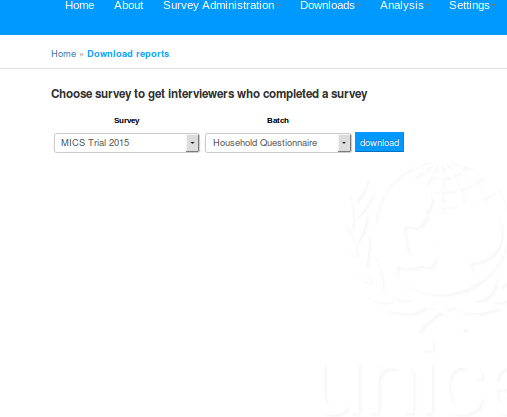 Home About Survey Administration Downloads Analysis Settings
Home » Download reports
Choose survey to get interviewers who completed a survey
Survey Batch
MICS Trial 2015 Household Questionnaire download
unice